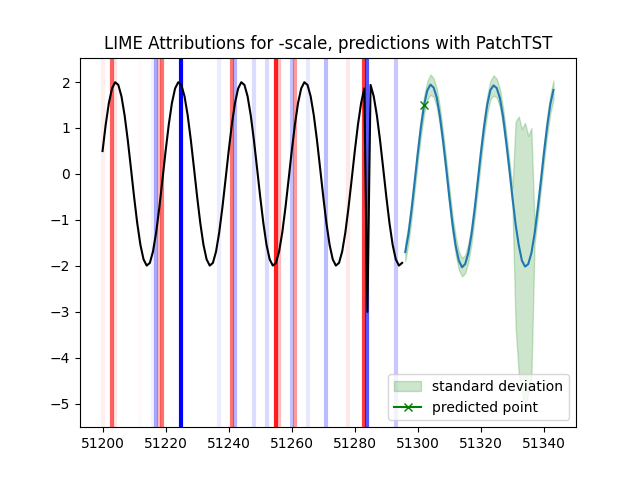 LIME Attributions for -scale, predictions with PatchTST
2
1
0
−1
−2
−3
−4
−5
standard deviation
predicted point
51200 51220 51240 51260 51280 51300 51320 51340